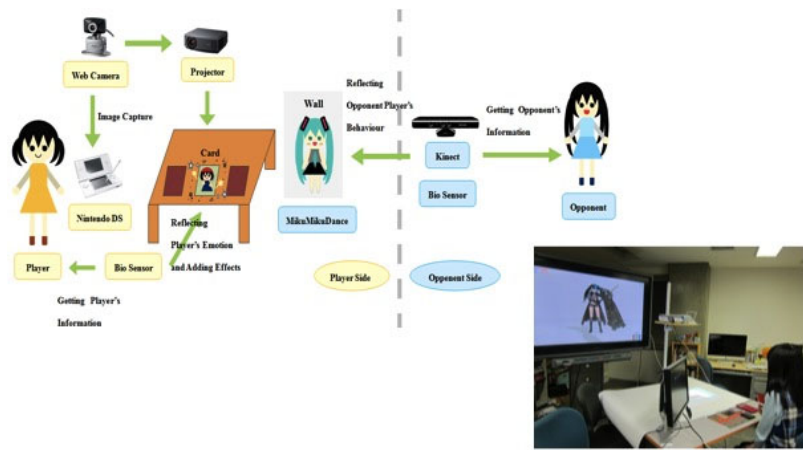 Web Camera
Projector
Image Capture
Nintendo DS
Player
Bio Sensor
Getting Player's
Information
Card
Reflecting
Player's Emotion
and Adding Effects
Wall
MikuMikuDance
Reflecting
Opponent Player's
Behaviour
Kinect
Bio Sensor
Getting Opponent's
Information
Opponent
Player Side
Opponent Side